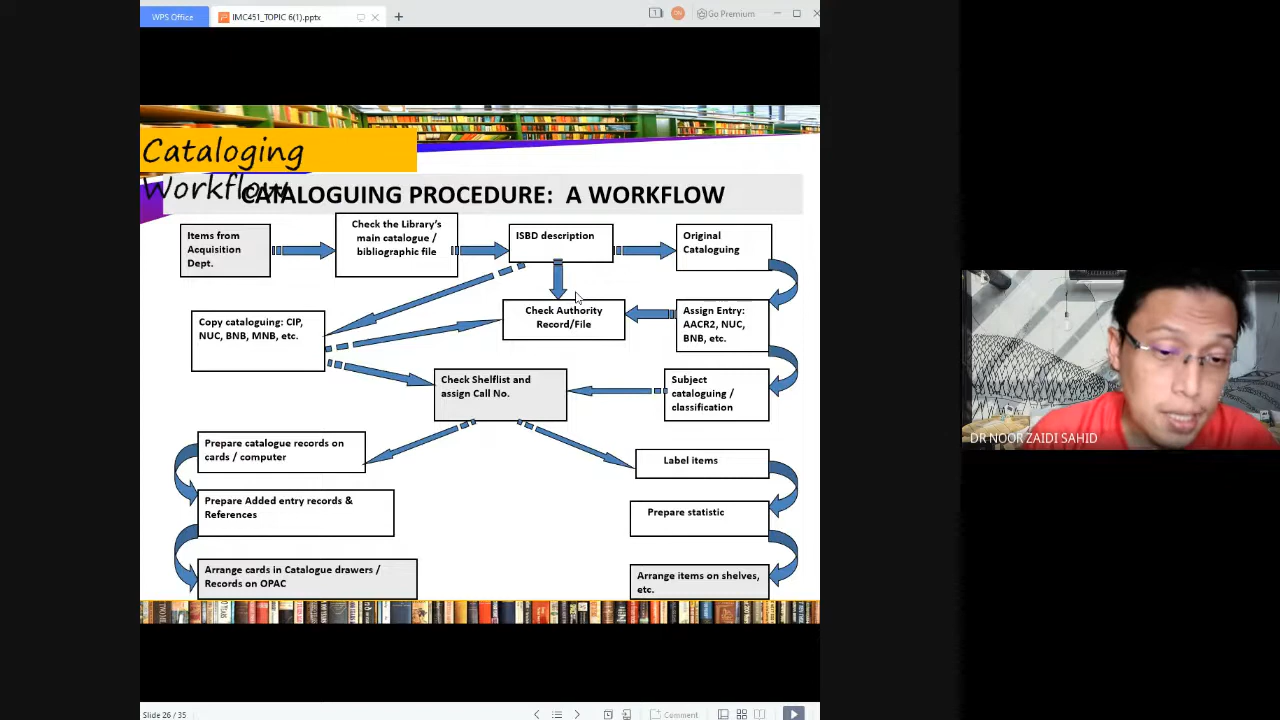 WPS Office
IMC451_TOPIC 6(1).pptx
1
Go Premium
Cataloging
Workflow
CATALOGUING PROCEDURE: A WORKFLOW
Items from
Acquisition
Dept.
Check the Library's
main catalogue /
bibliographic file
ISBD description
Original
Cataloguing
Copy cataloguing: CIP,
NUC, BNB, MNB, etc.
Check Authority
Record/File
Assign Entry:
AACR2, NUC,
BNB, etc.
Check Shelflist and
assign Call No.
Subject
cataloguing /
classification
Prepare catalogue records on
cards / computer
Label items
Prepare Added entry records &
References
Prepare statistic
Arrange cards in Catalogue drawers /
Records on OPAC
Arrange items on shelves,
etc.
DR NOOR ZAIDI SAHID
Slide 26 / 35
Comment